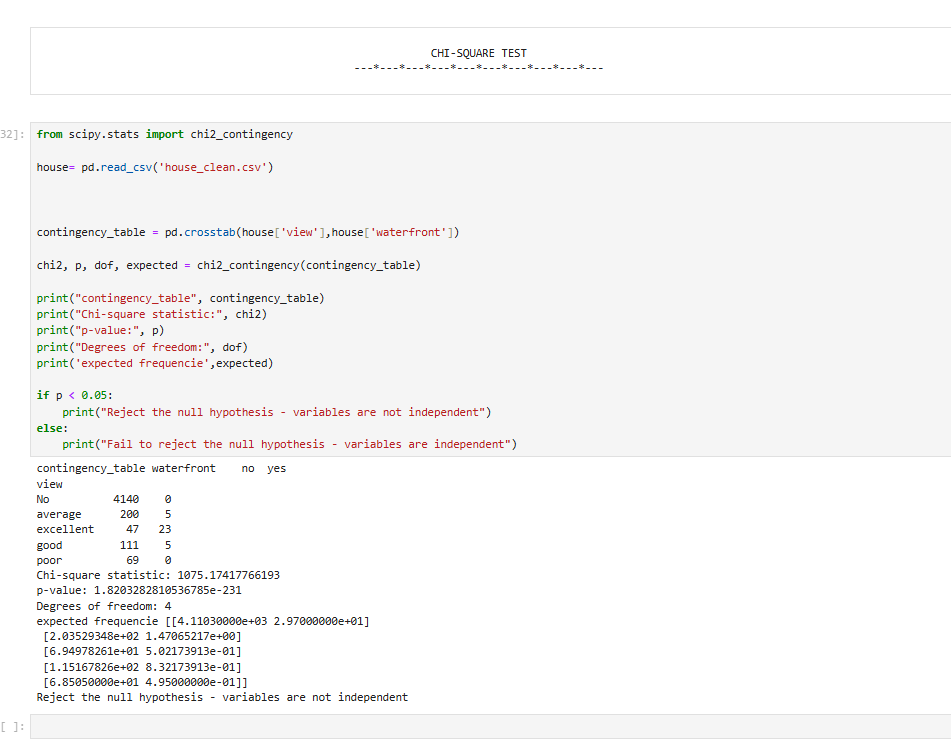 CHI-SQUARE TEST
---*---*---*---*---*---*---*---*---*---
32]:
from scipy.stats import chi2_contingency
house= pd.read_csv('house_clean.csv')
contingency_table = pd.crosstab(house['view'],house['waterfront'])
chi2, p, dof, expected = chi2_contingency(contingency_table)
print("contingency_table", contingency_table)
print("Chi-square statistic:", chi2)
print("p-value:", p)
print("Degrees of freedom:", dof)
print('expected frequencie',expected)
if p < 0.05:
    print("Reject the null hypothesis - variables are not independent")
else:
    print("Fail to reject the null hypothesis - variables are independent")
contingency_table waterfront    no  yes
view
No          4140    0
average      200    5
excellent     47   23
good         111    5
poor          69    0
Chi-square statistic: 1075.17417766193
p-value: 1.8203282810536785e-231
Degrees of freedom: 4
expected frequencie [[4.11030000e+03 2.97000000e+01]
 [2.03529348e+02 1.47065217e+00]
 [6.94978261e+01 5.02173913e-01]
 [1.15167826e+02 8.32173913e-01]
 [6.85050000e+01 4.95000000e-01]]
Reject the null hypothesis - variables are not independent
[ ]: